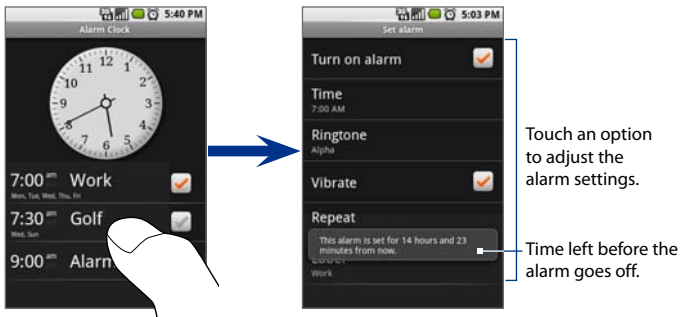 5:40 PM
Alarm Clock
12
11 1
10 2
9 3
8 4
7 6 5
7:00 am Work
Mon, Tue, Wed, Thu, Fri
7:30 am Golf
Wed, Sun
9:00 am Alarm
5:03 PM
Set alarm
Turn on alarm
Time
7:00 AM
Ringtone
Alpha
Vibrate
Repeat
This alarm is set for 14 hours and 23
minutes from now.
Label
Work
Touch an option
to adjust the
alarm settings.
Time left before the
alarm goes off.